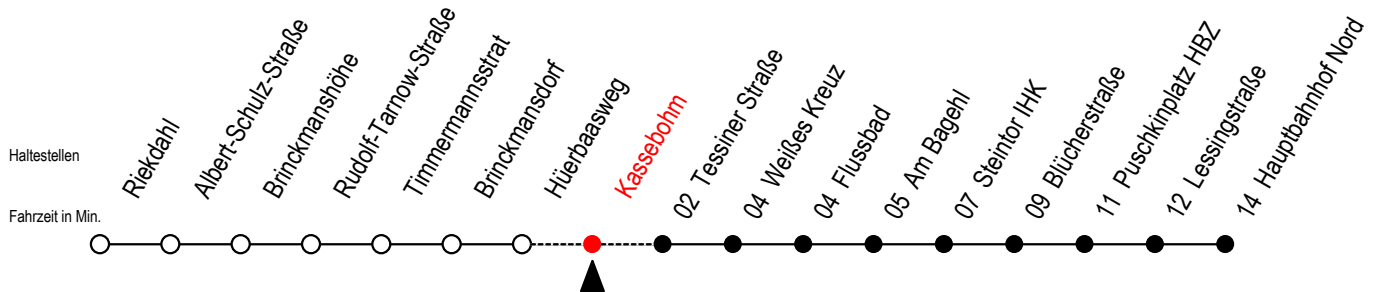 Haltestellen
Fahrzeit in Min.
Riekdahl
Albert-Schulz-Straße
Brinckmanshöhe
Rudolf-Tarnow-Straße
Timmermannsstrat
Brinckmansdorf
Hüerbaasweg
Kassebohm
02 Tessiner Straße
04 Weißes Kreuz
04 Flussbad
05 Am Bagehl
07 Steintor IHK
09 Blücherstraße
11 Puschkinplatz HBZ
12 Lessingstraße
14 Hauptbahnhof Nord